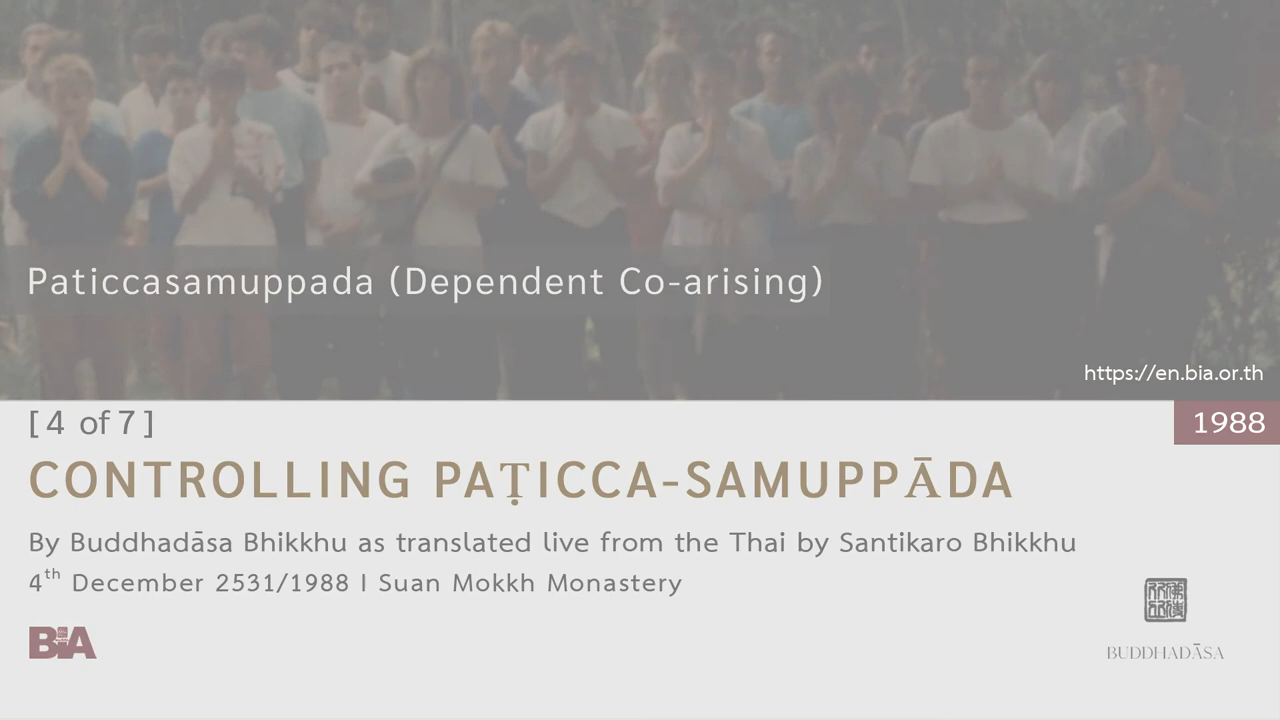 Paticcasamuppada (Dependent Co-arising)
https://en.bia.or.th
[ 4 of 7 ]
1988
CONTROLLING PAṬICCA-SAMUPPĀDA
By Buddhadāsa Bhikkhu as translated live from the Thai by Santikaro Bhikkhu
4th December 2531/1988 I Suan Mokkh Monastery
BIA
BUDDHADĀSA